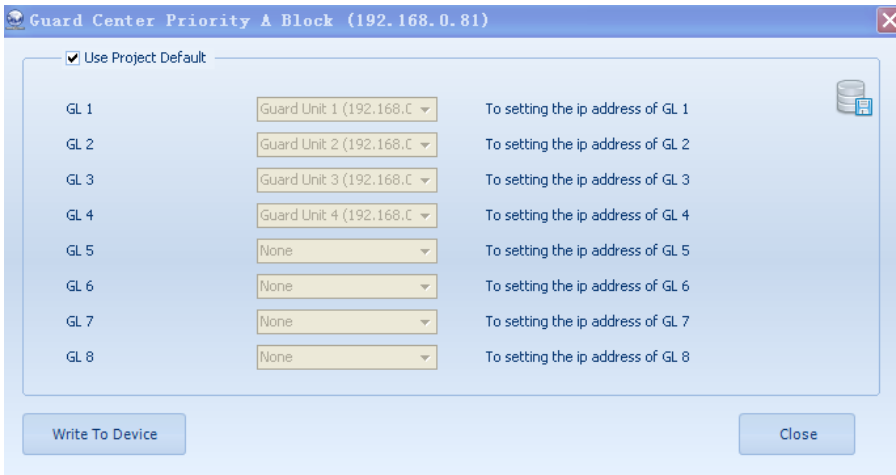 Guard Center Priority A Block (192.168.0.81)
Use Project Default
GL 1 Guard Unit 1 (192.168.0 To setting the ip address of GL 1
GL 2 Guard Unit 2 (192.168.0 To setting the ip address of GL 2
GL 3 Guard Unit 3 (192.168.0 To setting the ip address of GL 3
GL 4 Guard Unit 4 (192.168.0 To setting the ip address of GL 4
GL 5 None To setting the ip address of GL 5
GL 6 None To setting the ip address of GL 6
GL 7 None To setting the ip address of GL 7
GL 8 None To setting the ip address of GL 8
Write To Device Close